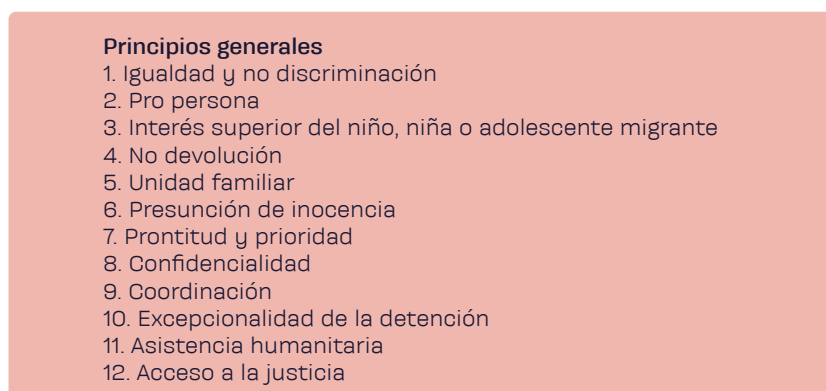 Principios generales
1. Igualdad y no discriminación
2. Pro persona
3. Interés superior del niño, niña o adolescente migrante
4. No devolución
5. Unidad familiar
6. Presunción de inocencia
7. Prontitud y prioridad
8. Confidencialidad
9. Coordinación
10. Excepcionalidad de la detención
11. Asistencia humanitaria
12. Acceso a la justicia